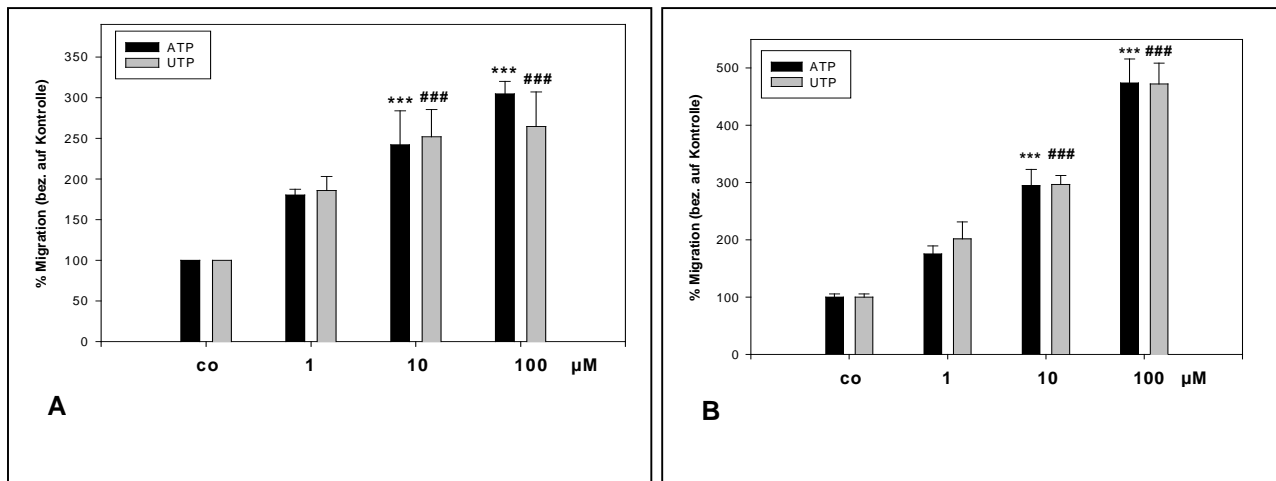 ATP
UTP
% Migration (bez. auf Kontrolle)
350
300
250
200
150
100
50
0
*** ###
*** ###
co 1 10 100 µM
A
ATP
UTP
% Migration (bez. auf Kontrolle)
500
400
300
200
100
0
*** ###
*** ###
co 1 10 100 µM
B